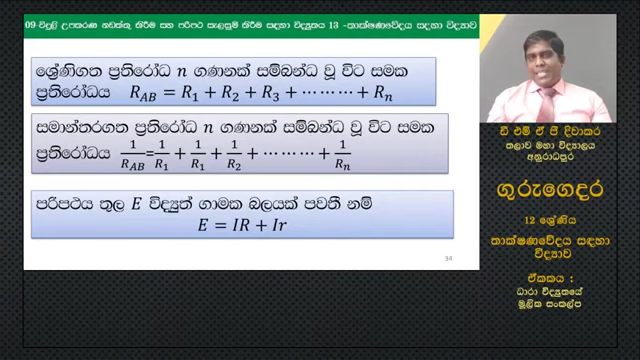 09-විදුලි උපකරණ නඩත්තු කිරීම සහ පරිපථ සැලසුම් කිරීම සඳහා විද්‍යුතය 13 -තාක්ෂණවේදය සඳහා විද්‍යාව
ශ්‍රේණිගත ප්‍රතිරෝධ n ගණනක් සම්බන්ධ වූ විට සමක
ප්‍රතිරෝධය R_AB = R_1 + R_2 + R_3 + ⋯⋯⋯ + R_n
සමාන්තරගත ප්‍රතිරෝධ n ගණනක් සම්බන්ධ වූ විට සමක
ප්‍රතිරෝධය 1/R_AB = 1/R_1 + 1/R_1 + 1/R_2 + ⋯⋯⋯ + 1/R_n
පරිපථය තුල E විද්‍යුත් ගාමක බලයක් පවතී නම්
E = IR + Ir
34
ඩී එම් ඒ පී දිවාකර
තලාව මහා විද්‍යාලය
අනුරාධපුර
ගුරුගෙදර
12 ශ්‍රේණිය
තාක්ෂණවේදය සඳහා
විද්‍යාව
ඒකකය :
ධාරා විද්‍යුතයේ
මූලික සංකල්ප